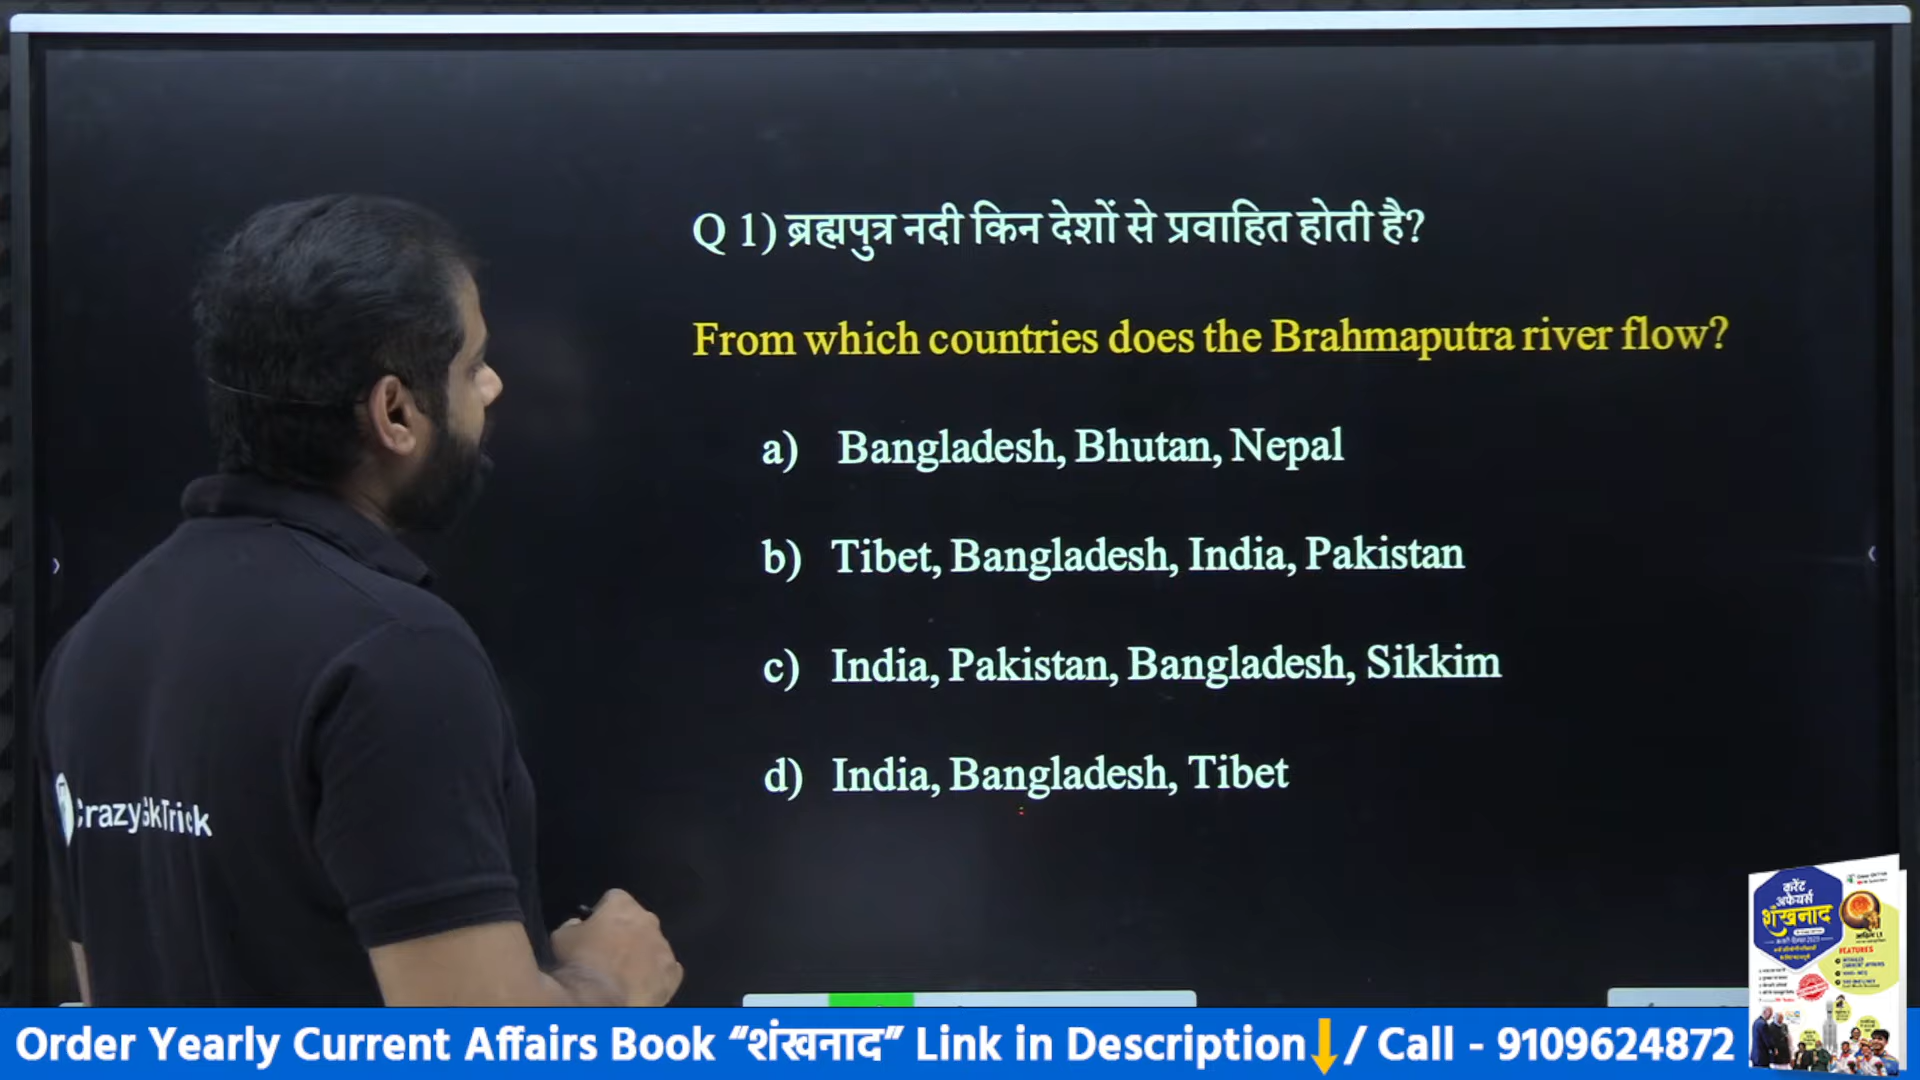 Q 1) ब्रह्मपुत्र नदी किन देशों से प्रवाहित होती है?
From which countries does the Brahmaputra river flow?
a) Bangladesh, Bhutan, Nepal
b) Tibet, Bangladesh, India, Pakistan
c) India, Pakistan, Bangladesh, Sikkim
d) India, Bangladesh, Tibet
CrazyGkTrick
करेंट
अफेयर्स
शंखनाद
FEATURES
Order Yearly Current Affairs Book “शंखनाद” Link in Description / Call - 9109624872